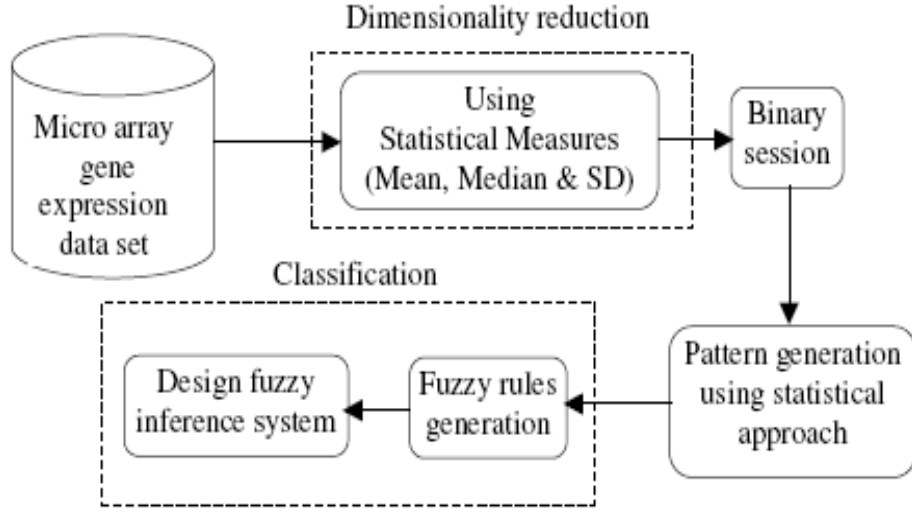 Dimensionality reduction
Micro array
gene
expression
data set
Using
Statistical Measures
(Mean, Median & SD)
Binary
session
Classification
Design fuzzy
inference system
Fuzzy rules
generation
Pattern generation
using statistical
approach